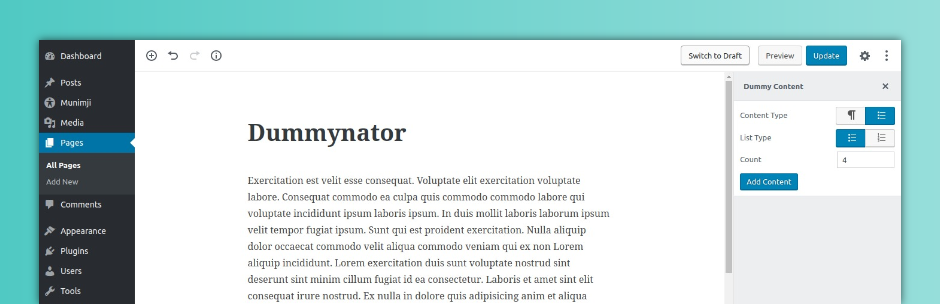 Dashboard
Posts
Munimji
Media
Pages
All Pages
Add New
Comments
Appearance
Plugins
Users
Tools
Switch to Draft
Preview
Update
Dummynator
Exercitation est velit esse consequat. Voluptate elit exercitation voluptate
labore. Consequat commodo ea culpa quis commodo commodo labore qui
voluptate incididunt ipsum laboris ipsum. In duis mollit laboris laborum ipsum
velit tempor fugiat ipsum. Sunt qui est proident exercitation. Nulla aliquip
dolor occaecat commodo velit aliqua commodo veniam qui ex non Lorem
aliquip incididunt. Lorem exercitation duis sunt voluptate nostrud sint
deserunt sint minim cillum fugiat id ea consectetur. Laboris et amet sint elit
consequat irure nostrud. Ex nulla in dolore quis adipisicing anim et aliqua
Dummy Content
Content Type
List Type
Count
4
Add Content